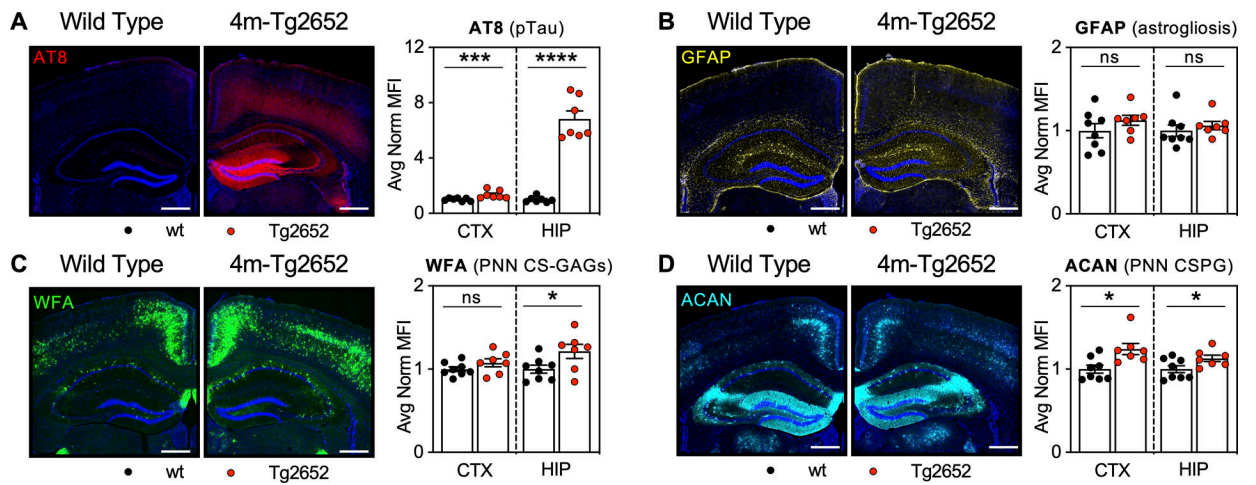 A
Wild Type 4m-Tg2652
AT8
AT8 (pTau)
Avg Norm MFI
12
8
4
0
*** ****
CTX HIP
wt Tg2652
B
Wild Type 4m-Tg2652
GFAP
GFAP (astrogliosis)
Avg Norm MFI
2
1
0
ns ns
CTX HIP
wt Tg2652
C
Wild Type 4m-Tg2652
WFA
WFA (PNN CS-GAGs)
Avg Norm MFI
2
1
0
ns *
CTX HIP
wt Tg2652
D
Wild Type 4m-Tg2652
ACAN
ACAN (PNN CSPG)
Avg Norm MFI
2
1
0
* *
CTX HIP
wt Tg2652